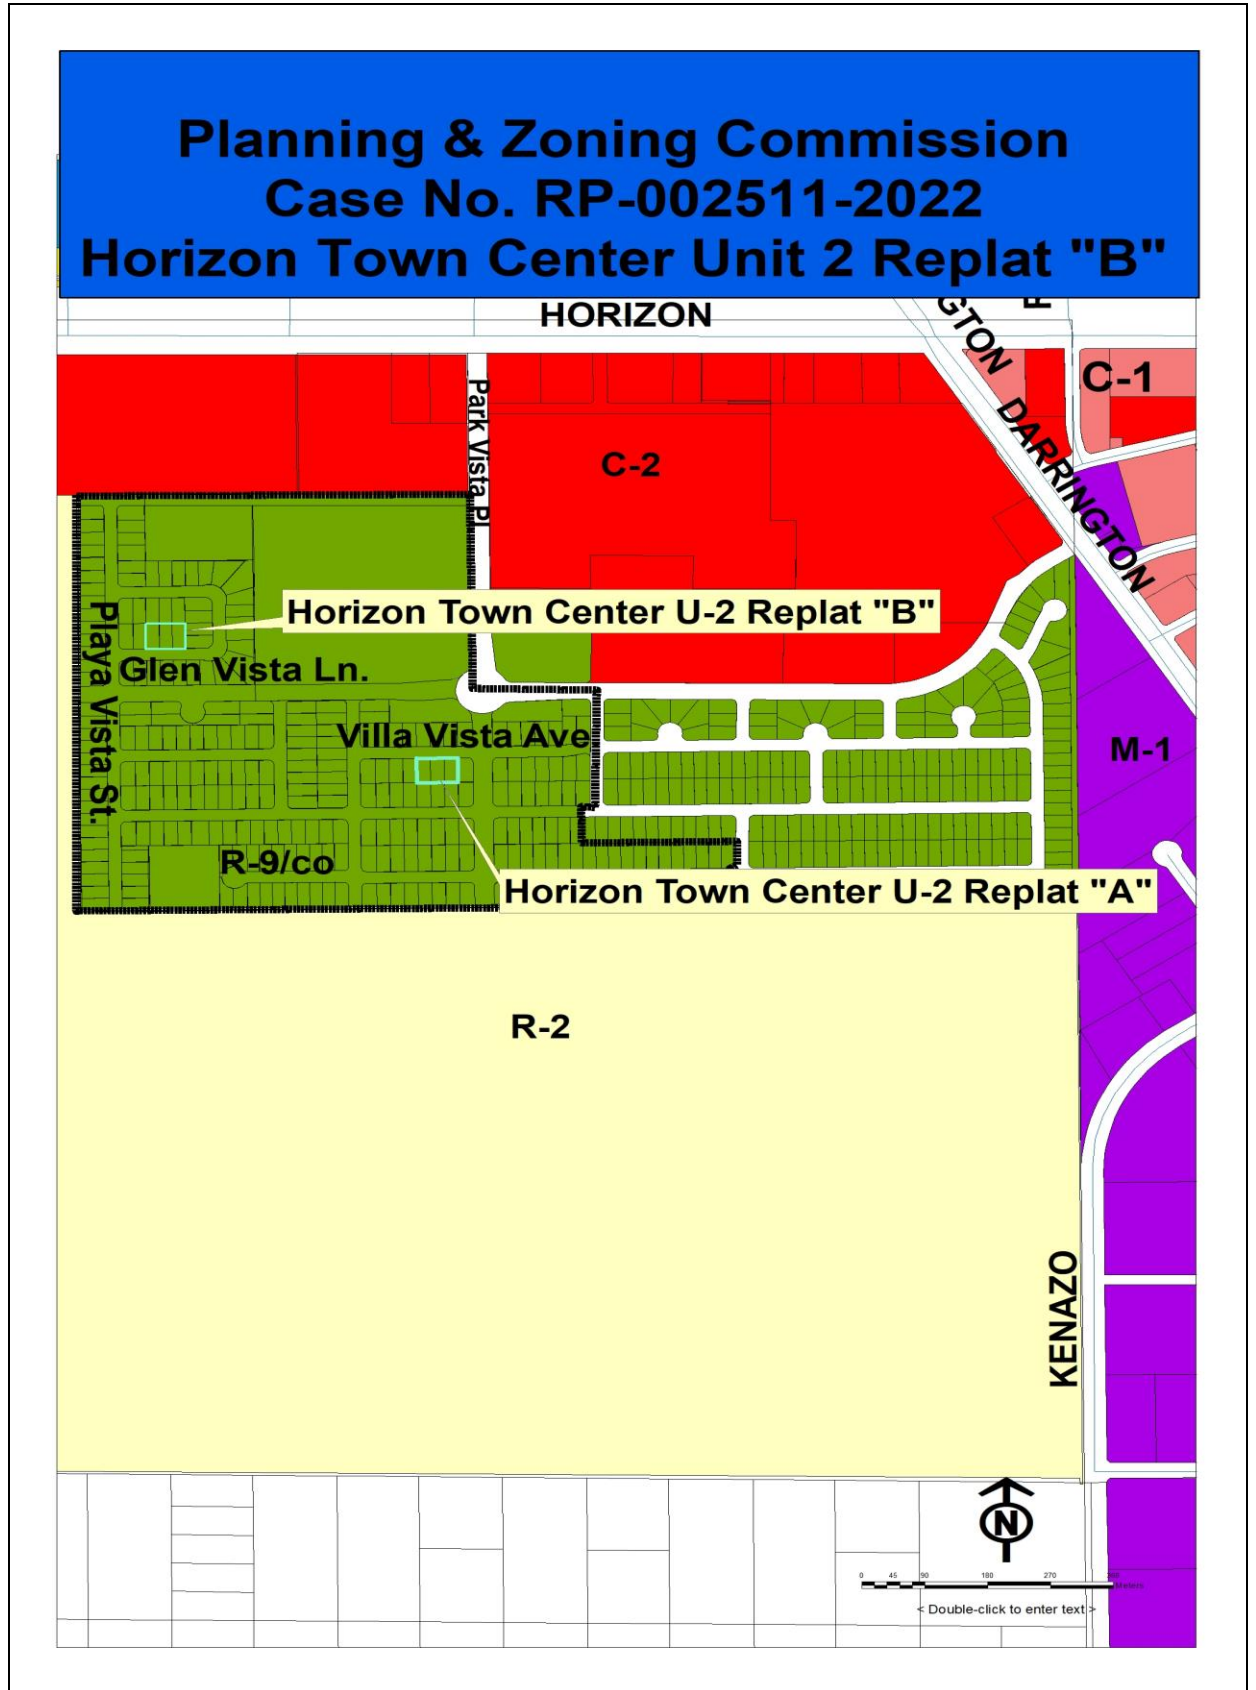 Planning & Zoning Commission
Case No. RP-002511-2022
Horizon Town Center Unit 2 Replat "B"
HORIZON
GTON
C-1
Park Vista Pl
DARRINGTON
C-2
Horizon Town Center U-2 Replat "B"
Playa Vista St.
Glen Vista Ln.
Villa Vista Ave
M-1
R-9/co
Horizon Town Center U-2 Replat "A"
R-2
KENAZO
N
0 45 90 180 270 360
Meters
< Double-click to enter text >